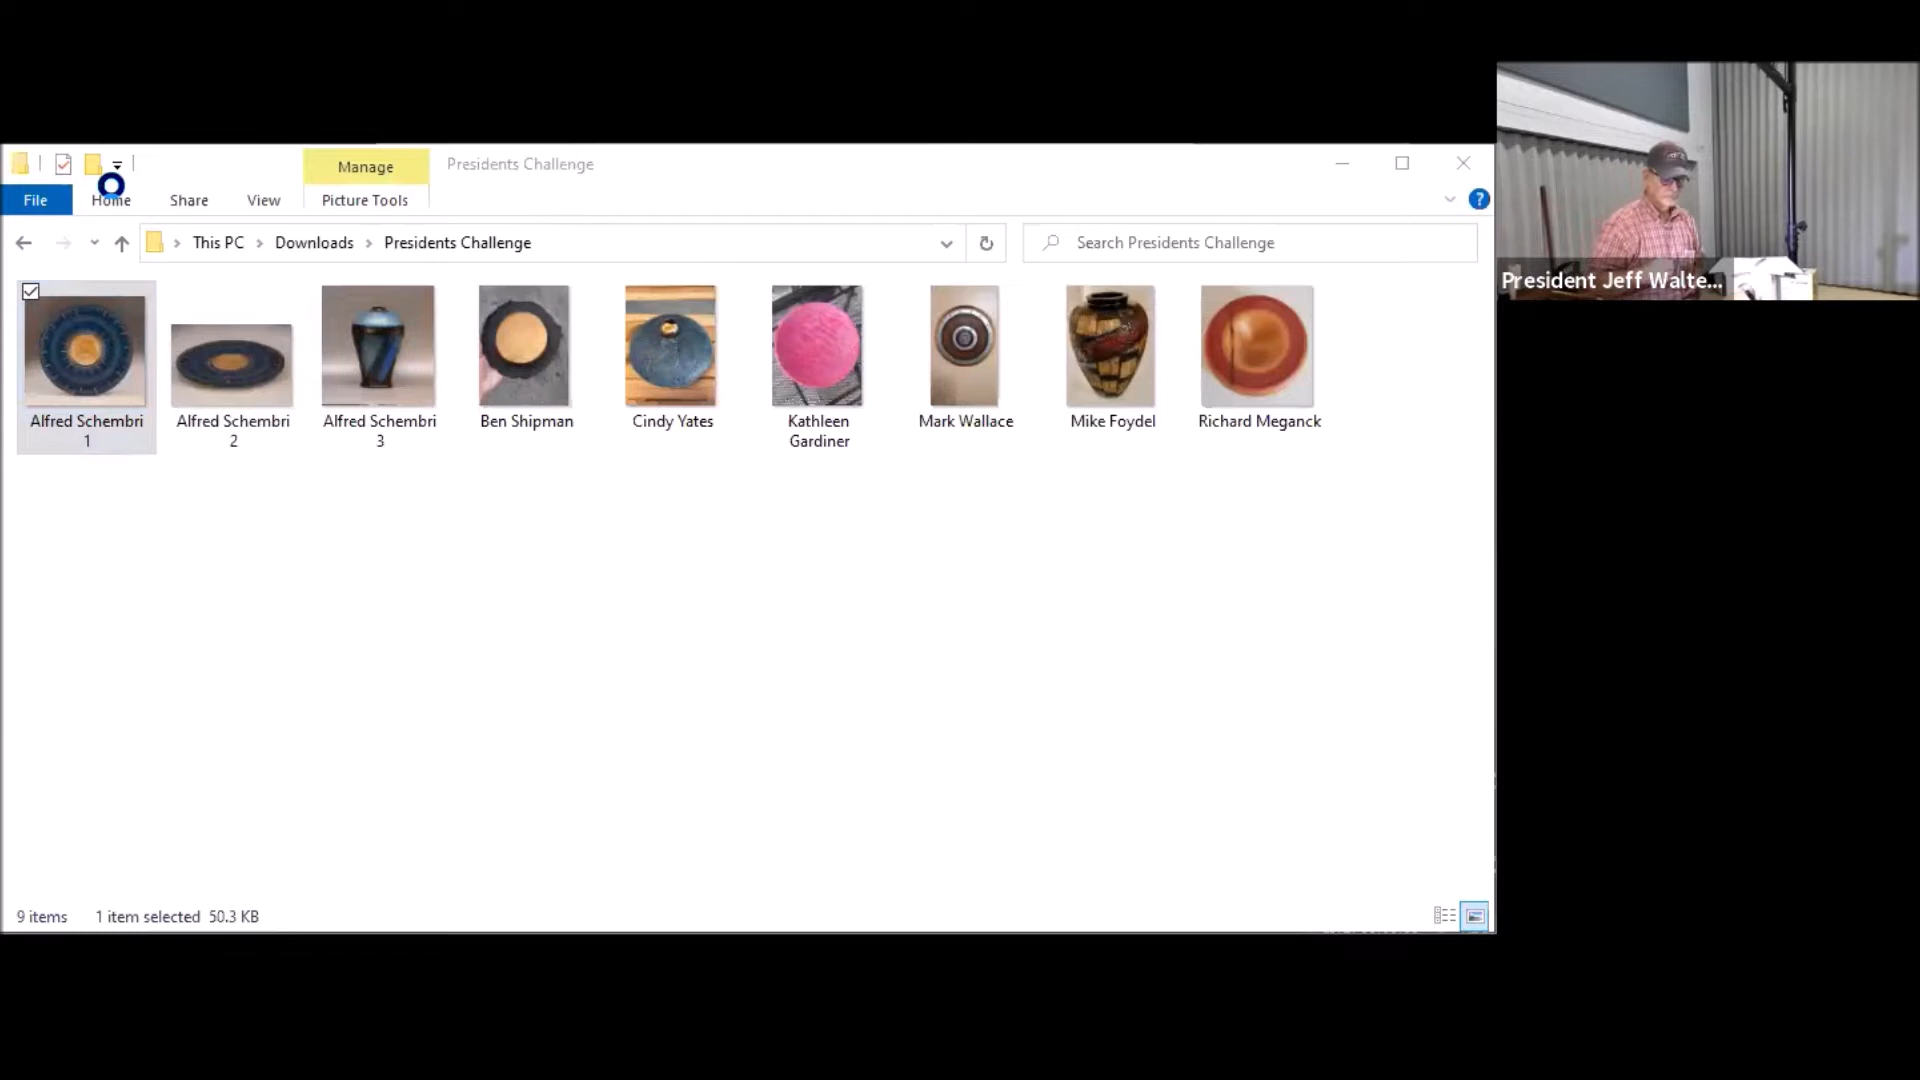 Manage
Presidents Challenge
File
Home
Share
View
Picture Tools
This PC
Downloads
Presidents Challenge
Search Presidents Challenge
President Jeff Walte...
Alfred Schembri
1
Alfred Schembri
2
Alfred Schembri
3
Ben Shipman
Cindy Yates
Kathleen
Gardiner
Mark Wallace
Mike Foydel
Richard Meganck
9 items
1 item selected 50.3 KB